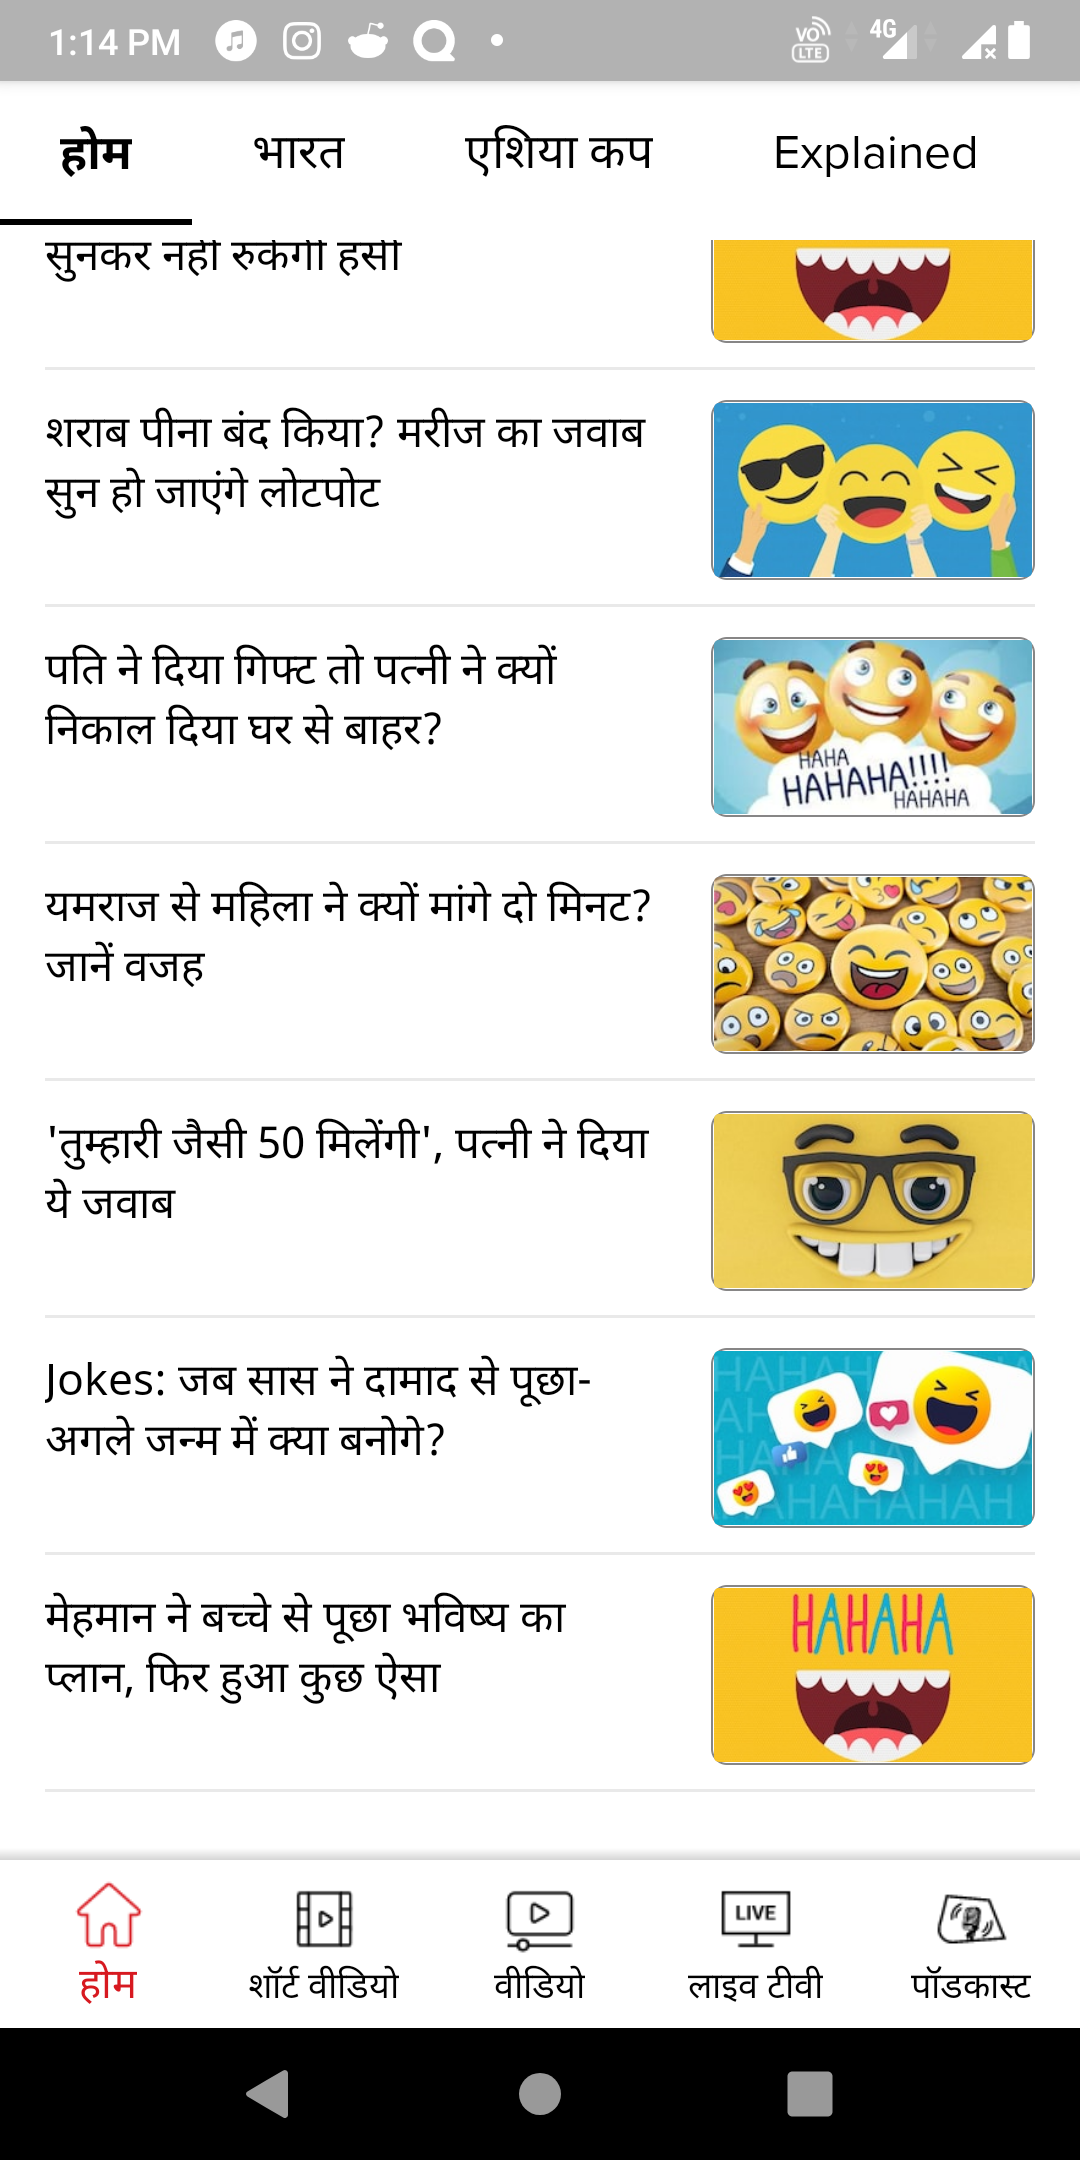 1:14 PM
VO LTE
4G
होम भारत एशिया कप Explained
सुनकर नहीं रुकेगी हंसी
शराब पीना बंद किया? मरीज का जवाब
सुन हो जाएंगे लोटपोट
पति ने दिया गिफ्ट तो पत्नी ने क्यों
निकाल दिया घर से बाहर?
HAHA
HAHAHA!!!!
HAHAHA
यमराज से महिला ने क्यों मांगे दो मिनट?
जानें वजह
'तुम्हारी जैसी 50 मिलेंगी', पत्नी ने दिया
ये जवाब
Jokes: जब सास ने दामाद से पूछा-
अगले जन्म में क्या बनोगे?
मेहमान ने बच्चे से पूछा भविष्य का
प्लान, फिर हुआ कुछ ऐसा
HAHAHA
LIVE
होम शॉर्ट वीडियो वीडियो लाइव टीवी पॉडकास्ट